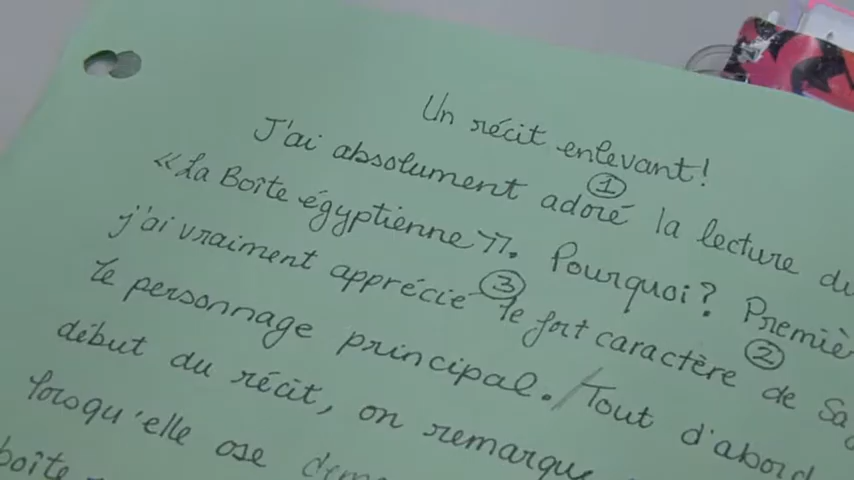 Un récit enlevant!
J'ai absolument adoré la lecture du
① 
«La Boîte égyptienne». Pourquoi? Premiè
j'ai vraiment apprécié le fort caractère de Sa
③ ②
le personnage principal. / Tout d'abord
début du récit, on remarque
lorsqu'elle ose dem
boîte